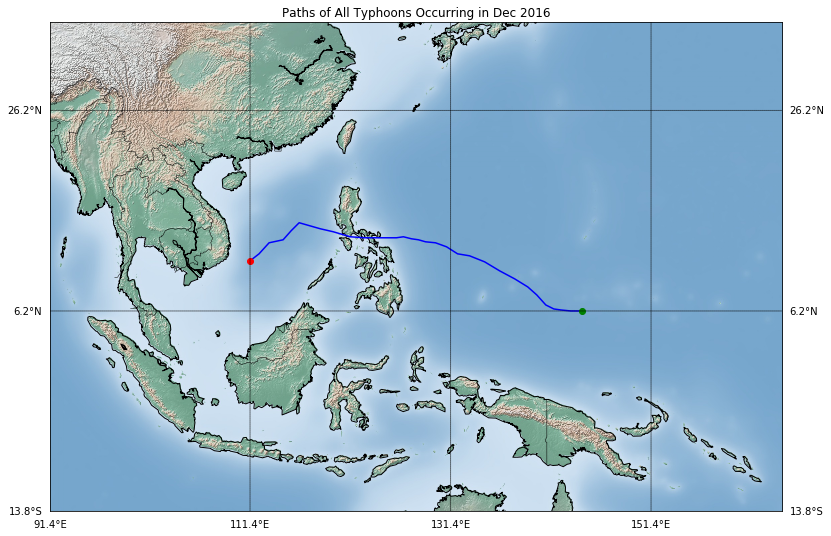 Paths of All Typhoons Occurring in Dec 2016
26.2°N 26.2°N
6.2°N 6.2°N
13.8°S 13.8°S
91.4°E 111.4°E 131.4°E 151.4°E